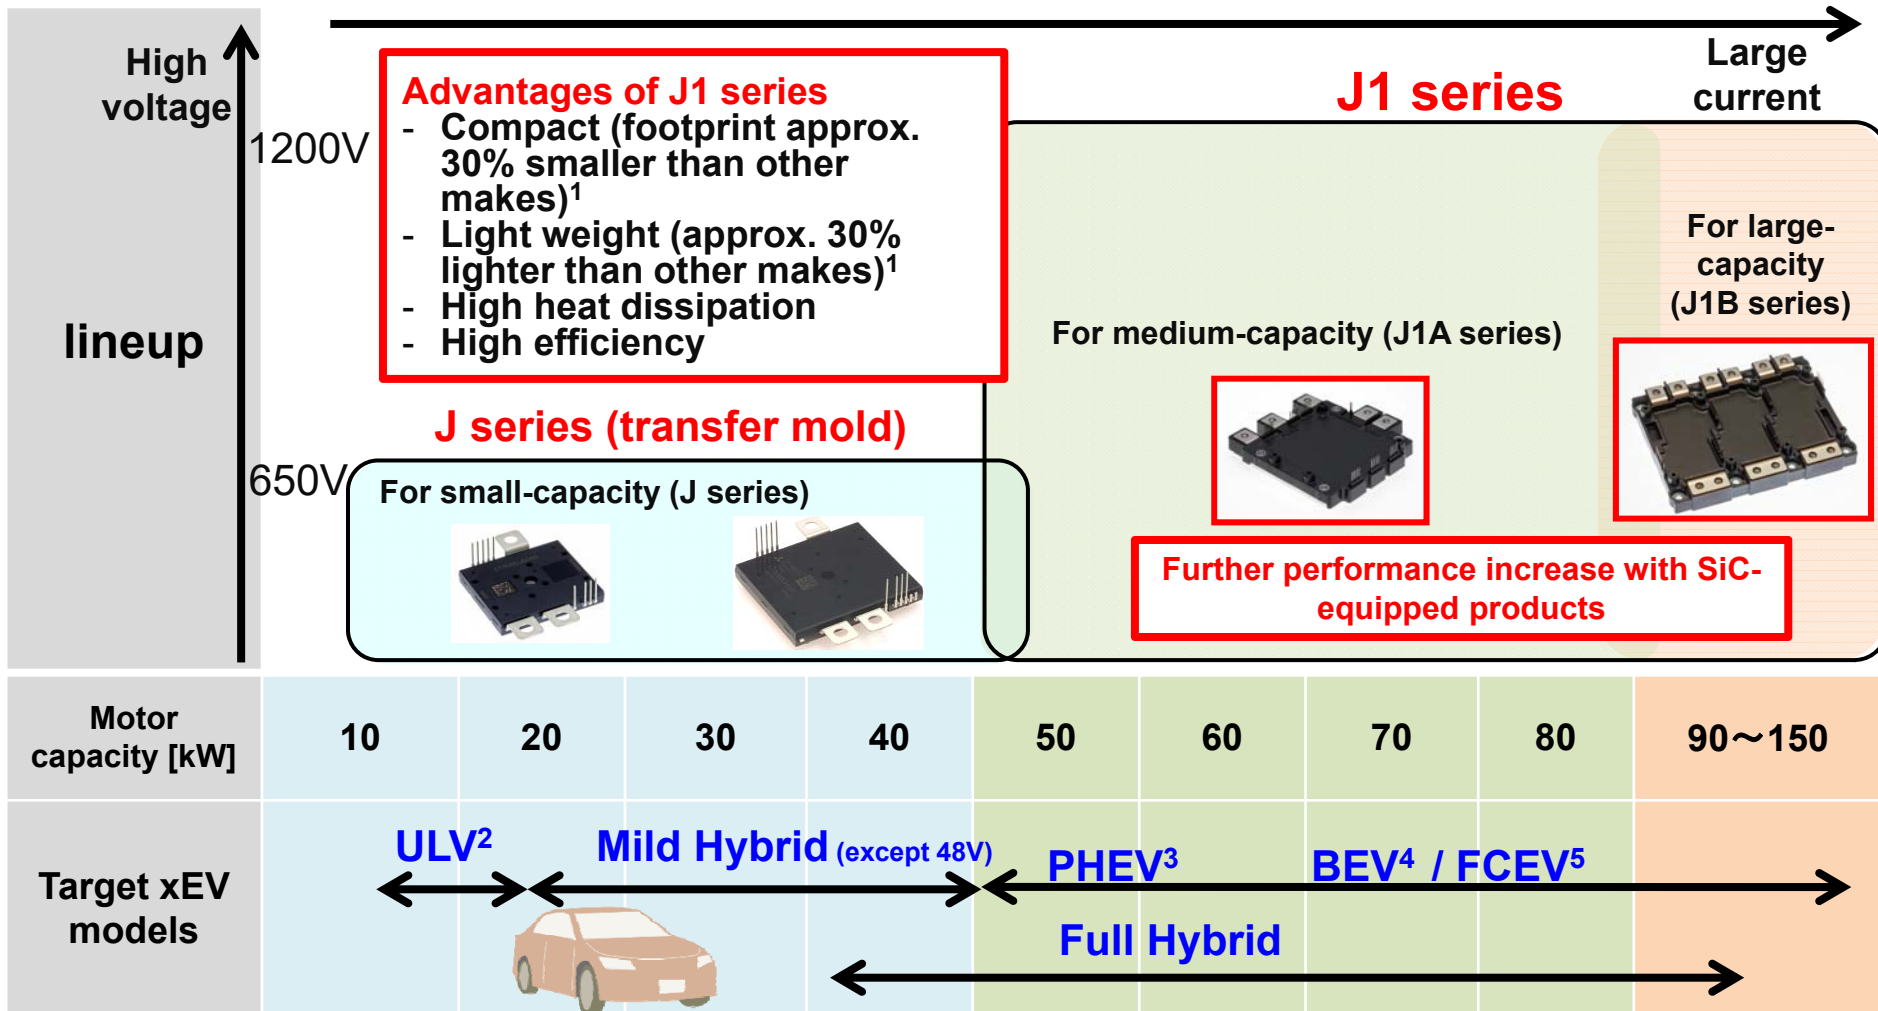 High
voltage
Large
current
1200V
650V
lineup
Advantages of J1 series
- Compact (footprint approx.
30% smaller than other
makes)¹
- Light weight (approx. 30%
lighter than other makes)¹
- High heat dissipation
- High efficiency
J1 series
For medium-capacity (J1A series)
For large-
capacity
(J1B series)
J series (transfer mold)
For small-capacity (J series)
Further performance increase with SiC-
equipped products
Motor
capacity [kW]
10
20
30
40
50
60
70
80
90～150
Target xEV
models
ULV²
Mild Hybrid (except 48V)
PHEV³
BEV⁴ / FCEV⁵
Full Hybrid